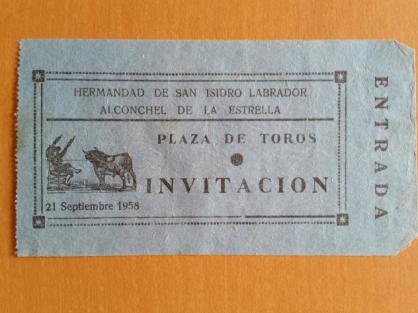 HERMANDAD DE SAN ISIDRO LABRADOR
ALCONCHEL DE LA ESTRELLA
PLAZA DE TOROS
INVITACION
21 Septiembre 1958
ENTRADA